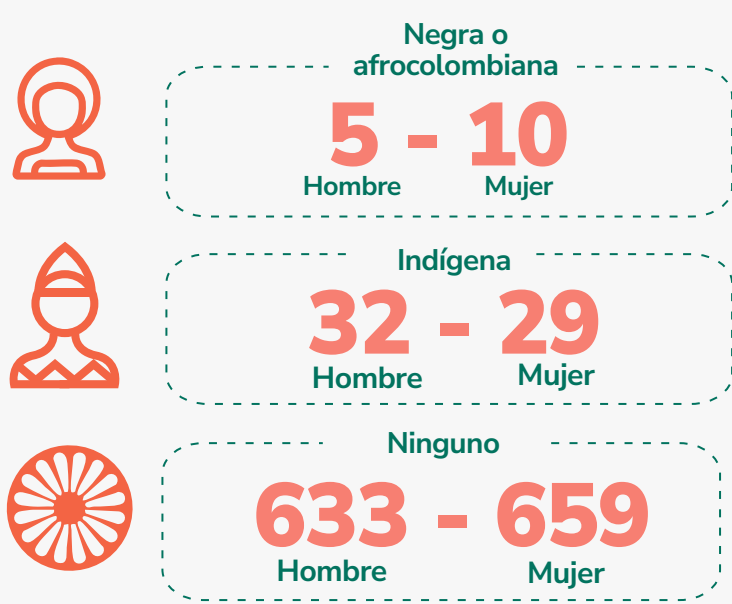 Negra o
afrocolombiana
5 - 10
Hombre Mujer
Indígena
32 - 29
Hombre Mujer
Ninguno
633 - 659
Hombre Mujer